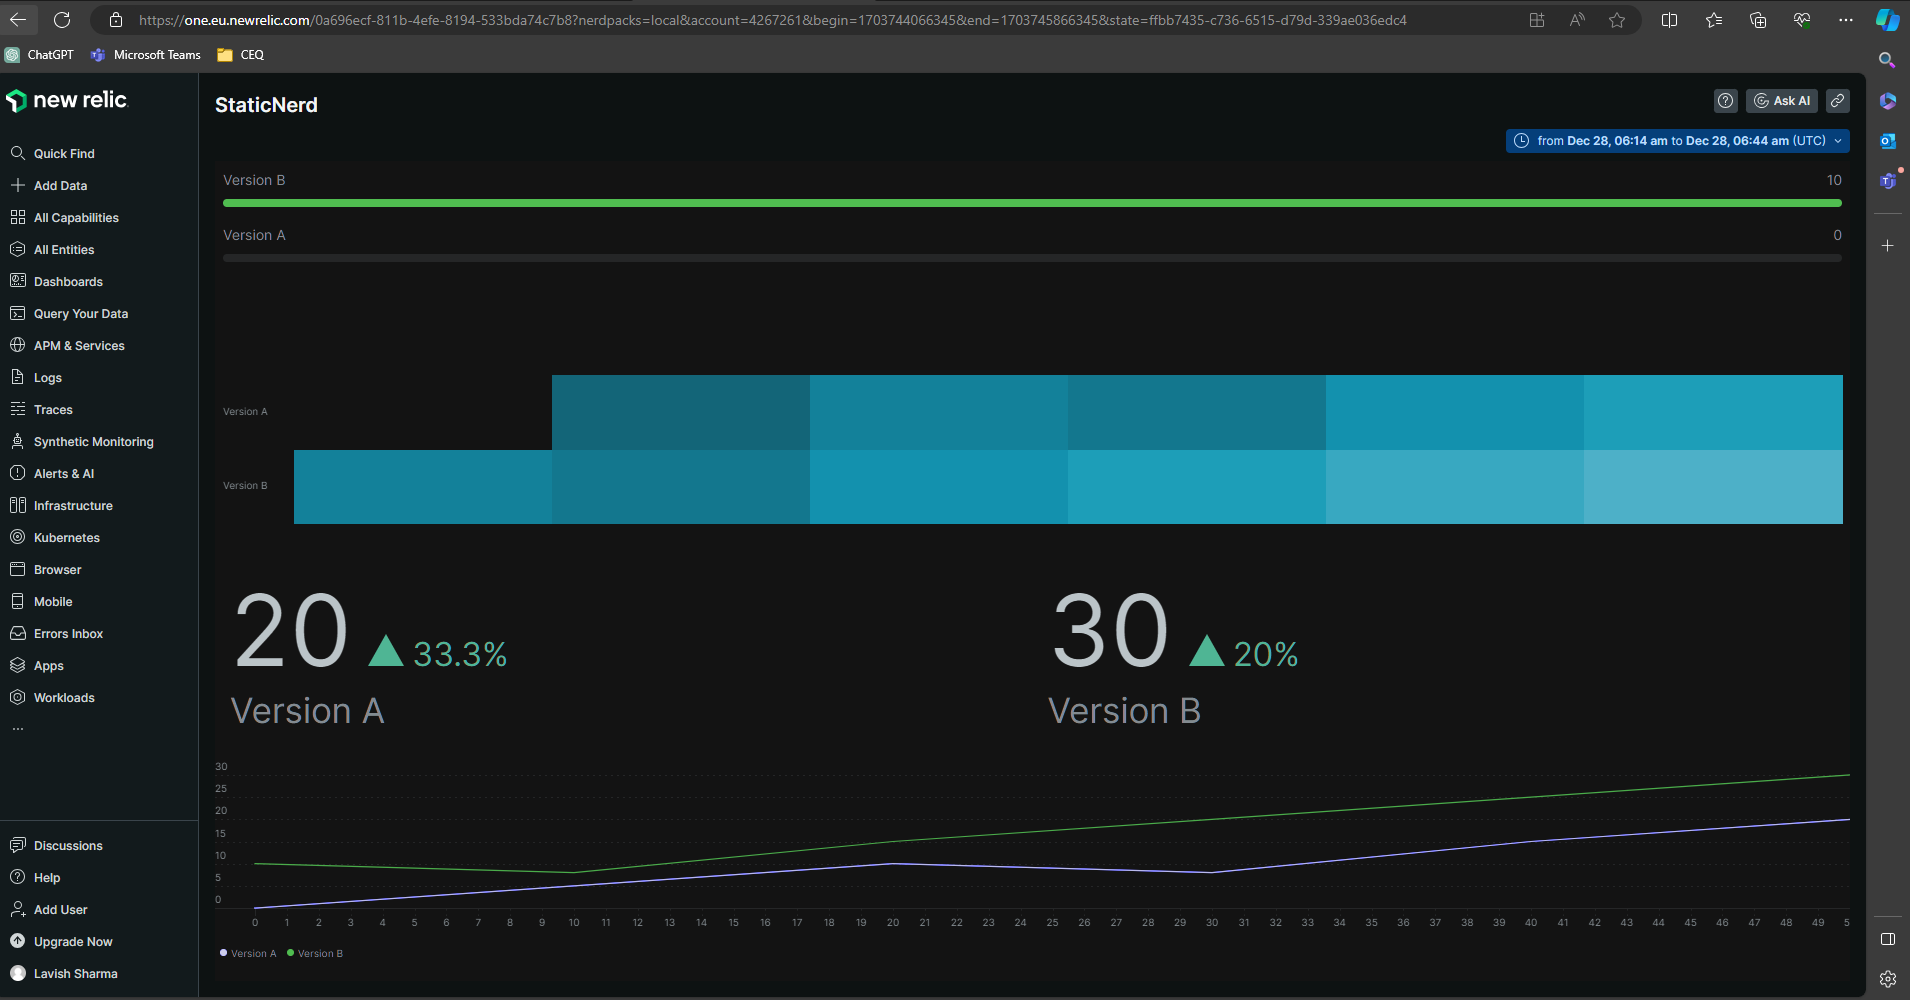 https://one.eu.newrelic.com/0a696ecf-811b-4efe-8194-533bda74c7b8?nerdpacks=local&account=4267261&begin=1703744066345&end=1703745866345&state=ffbb7435-c736-6515-d79d-339ae036edc4
ChatGPT Microsoft Teams CEQ
new relic
Quick Find
Add Data
All Capabilities
All Entities
Dashboards
Query Your Data
APM & Services
Logs
Traces
Synthetic Monitoring
Alerts & AI
Infrastructure
Kubernetes
Browser
Mobile
Errors Inbox
Apps
Workloads
...
Discussions
Help
Add User
Upgrade Now
Lavish Sharma
StaticNerd
Ask AI
from Dec 28, 06:14 am to Dec 28, 06:44 am (UTC)
Version B 10
Version A 0
Version A
Version B
20 33.3%
Version A
30 20%
Version B
30
25
20
15
10
5
0
0 1 2 3 4 5 6 7 8 9 10 11 12 13 14 15 16 17 18 19 20 21 22 23 24 25 26 27 28 29 30 31 32 33 34 35 36 37 38 39 40 41 42 43 44 45 46 47 48 49 5
Version A Version B